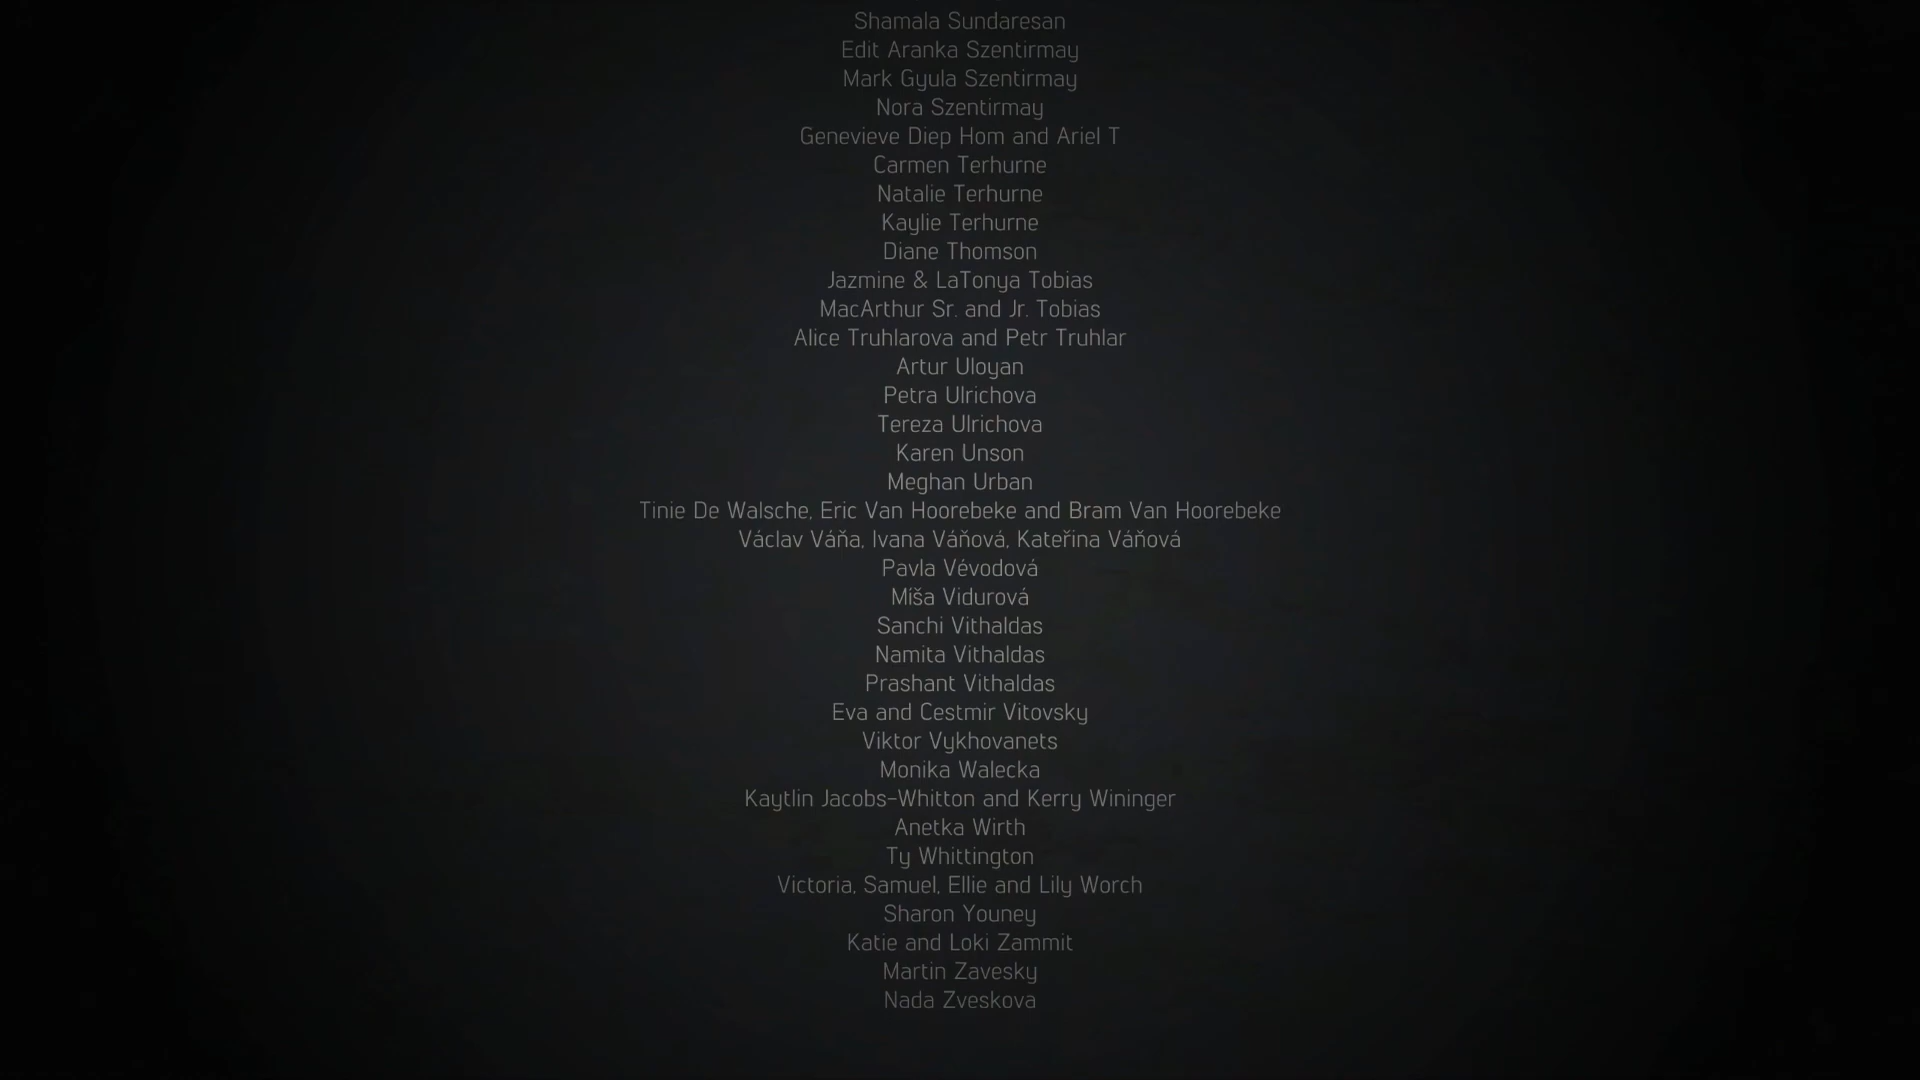 Shamala Sundaresan
Edit Aranka Szentirmay
Mark Gyula Szentirmay
Nora Szentirmay
Genevieve Diep Hom and Ariel T
Carmen Terhurne
Natalie Terhurne
Kaylie Terhurne
Diane Thomson
Jazmine & LaTonya Tobias
MacArthur Sr. and Jr. Tobias
Alice Truhlarova and Petr Truhlar
Artur Uloyan
Petra Ulrichova
Tereza Ulrichova
Karen Unson
Meghan Urban
Tinie De Walsche, Eric Van Hoorebeke and Bram Van Hoorebeke
Václav Váňa, Ivana Váňová, Kateřina Váňová
Pavla Vévodová
Míša Vidurová
Sanchi Vithaldas
Namita Vithaldas
Prashant Vithaldas
Eva and Cestmir Vitovsky
Viktor Vykhovanets
Monika Walecka
Kaytlin Jacobs-Whitton and Kerry Wininger
Anetka Wirth
Ty Whittington
Victoria, Samuel, Ellie and Lily Worch
Sharon Youney
Katie and Loki Zammit
Martin Zavesky
Nada Zveskova